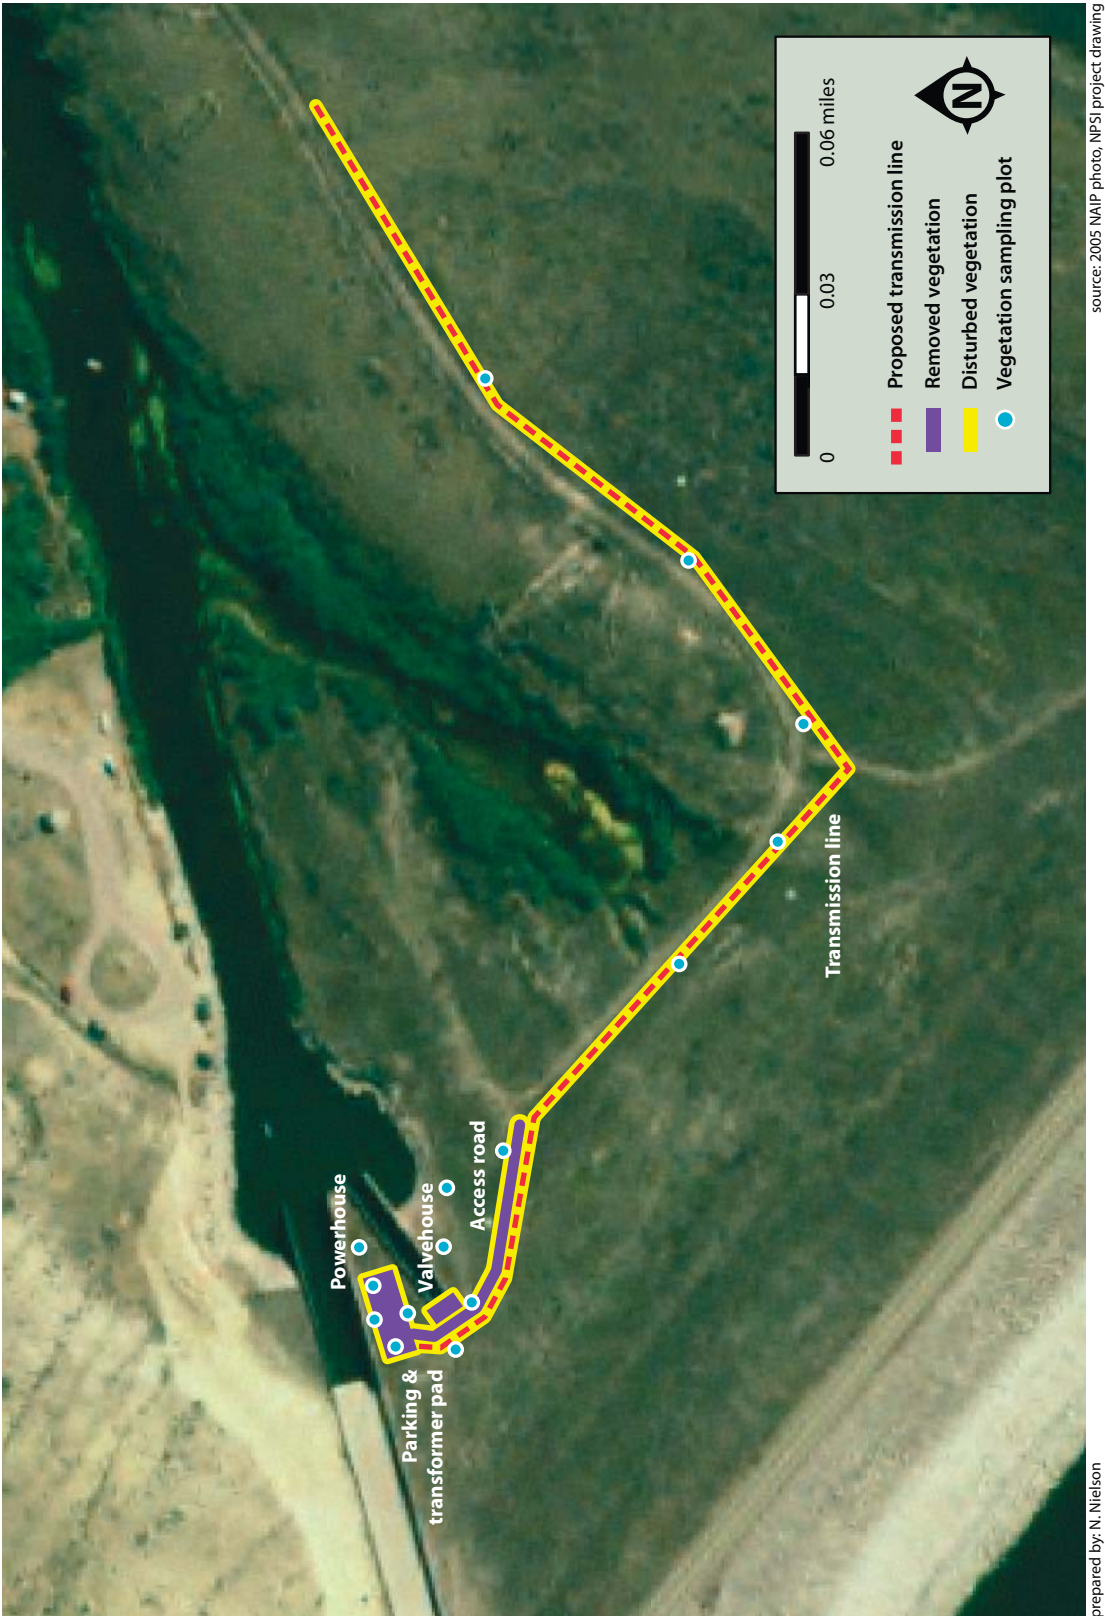 Powerhouse
Parking &
transformer pad
Valvehouse
Access road
Transmission line
0
0.03
0.06 miles
N
Proposed transmission line
Removed vegetation
Disturbed vegetation
Vegetation sampling plot
prepared by: N. Nielson
source: 2005 NAIP photo, NPSI project drawing